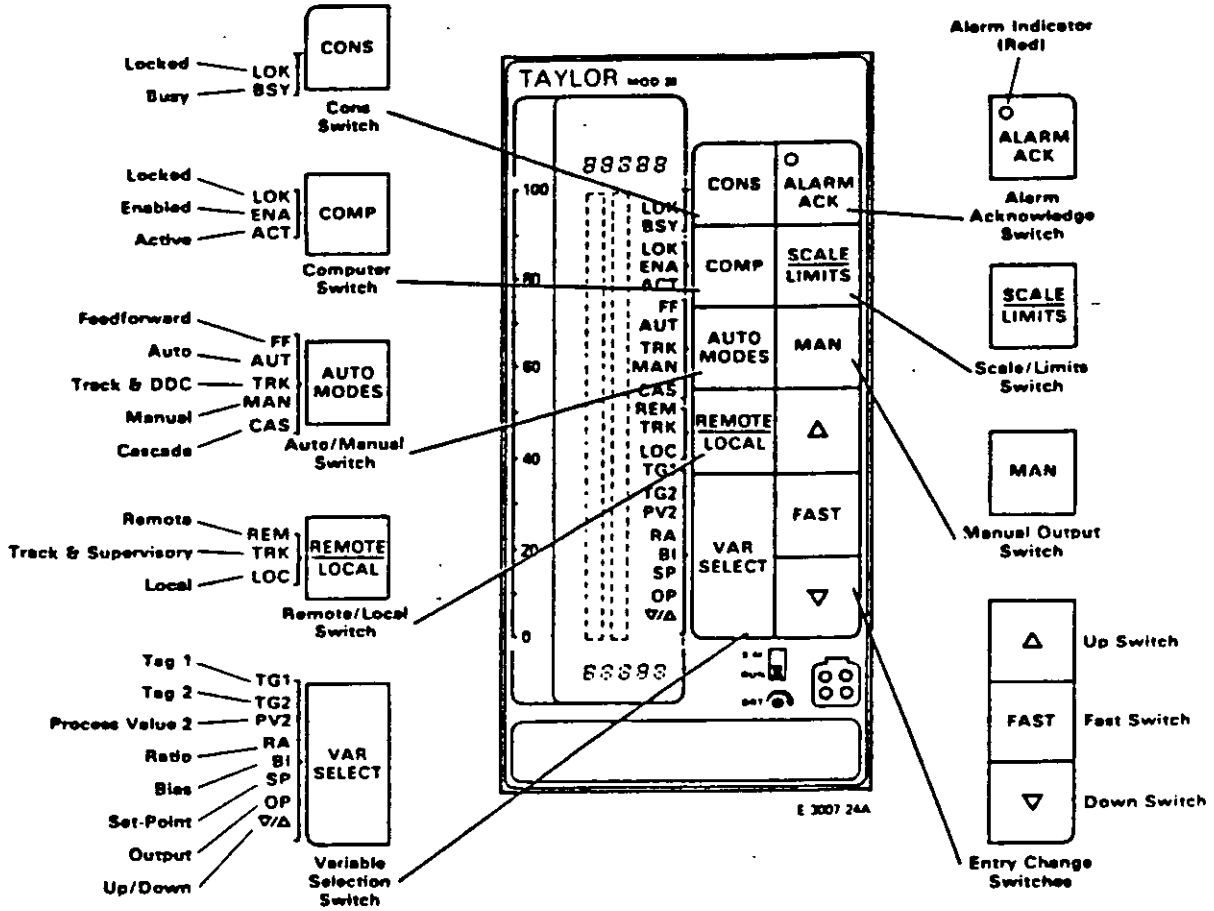 CONS
Locked
LOK
Busy
BSY
Cons
Switch
Locked
LOK
Enabled
ENA
COMP
Active
ACT
Computer
Switch
Feedforward
FF
Auto
AUT
AUTO
MODES
Track & DDC
TRK
Manual
MAN
Cascade
CAS
Auto/Manual
Switch
Remote
REM
Track & Supervisory
TRK
REMOTE
LOCAL
Local
LOC
Remote/Local
Switch
Tag 1
TG1
Tag 2
TG2
Process Value 2
PV2
Ratio
RA
VAR
SELECT
Bias
BI
Set-Point
SP
Output
OP
Up/Down
▽/△
Variable
Selection
Switch
TAYLOR MOD 30
88888
100
80
60
40
20
0
LOK
BSY
LOK
ENA
ACT
FF
AUT
TRK
MAN
CAS
REM
TRK
LOC
TG1
TG2
PV2
RA
BI
SP
OP
▽/△
CONS
ALARM
ACK
COMP
SCALE
LIMITS
AUTO
MODES
MAN
REMOTE
LOCAL
△
VAR
SELECT
FAST
▽
E 3007 24A
Alarm Indicator
(Red)
ALARM
ACK
Alarm
Acknowledge
Switch
SCALE
LIMITS
Scale/Limits
Switch
MAN
Manual Output
Switch
△
Up Switch
FAST
Fast Switch
▽
Down Switch
Entry Change
Switches